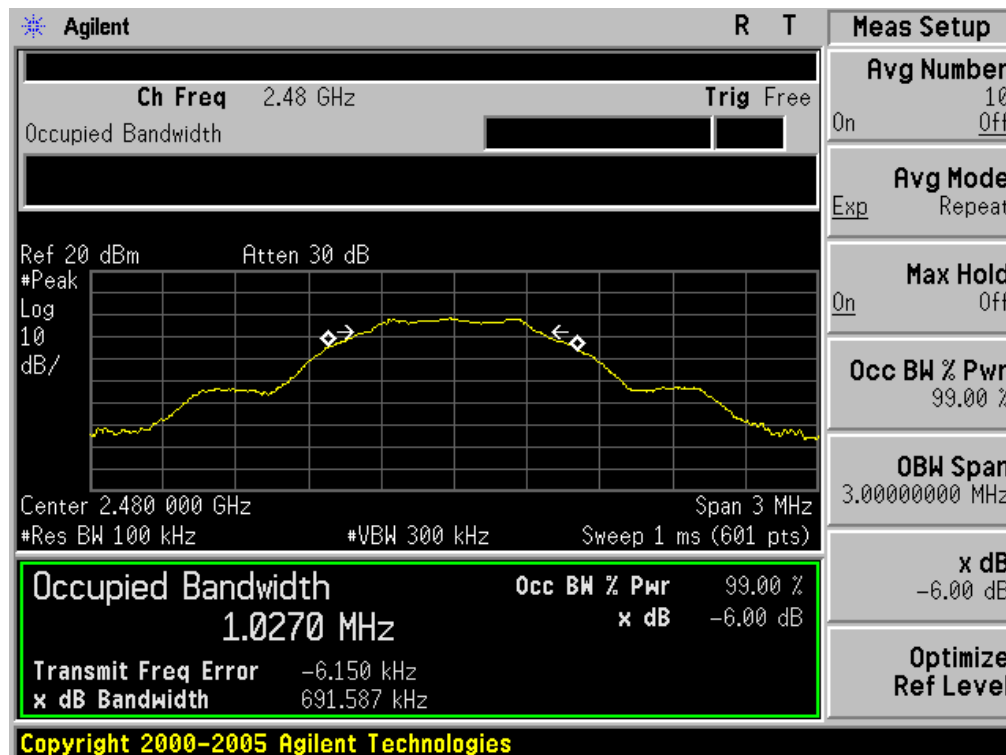 Agilent R T Meas Setup
Avg Number
10
On Off
Ch Freq 2.48 GHz Trig Free
Occupied Bandwidth
Avg Mode
Exp Repeat
Ref 20 dBm Atten 30 dB
#Peak
Log
10
dB/
Max Hold
On Off
Occ BW % Pwr
99.00 %
OBW Span
3.00000000 MHz
Center 2.480 000 GHz Span 3 MHz
#Res BW 100 kHz #VBW 300 kHz Sweep 1 ms (601 pts)
x dB
-6.00 dB
Optimize
Ref Level
Occupied Bandwidth Occ BW % Pwr 99.00 %
1.0270 MHz x dB -6.00 dB
Transmit Freq Error -6.150 kHz
x dB Bandwidth 691.587 kHz
Copyright 2000-2005 Agilent Technologies